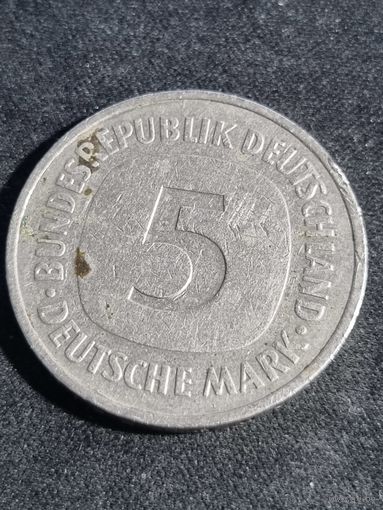 BUNDESREPUBLIK DEUTSCHLAND
5
DEUTSCHE MARK